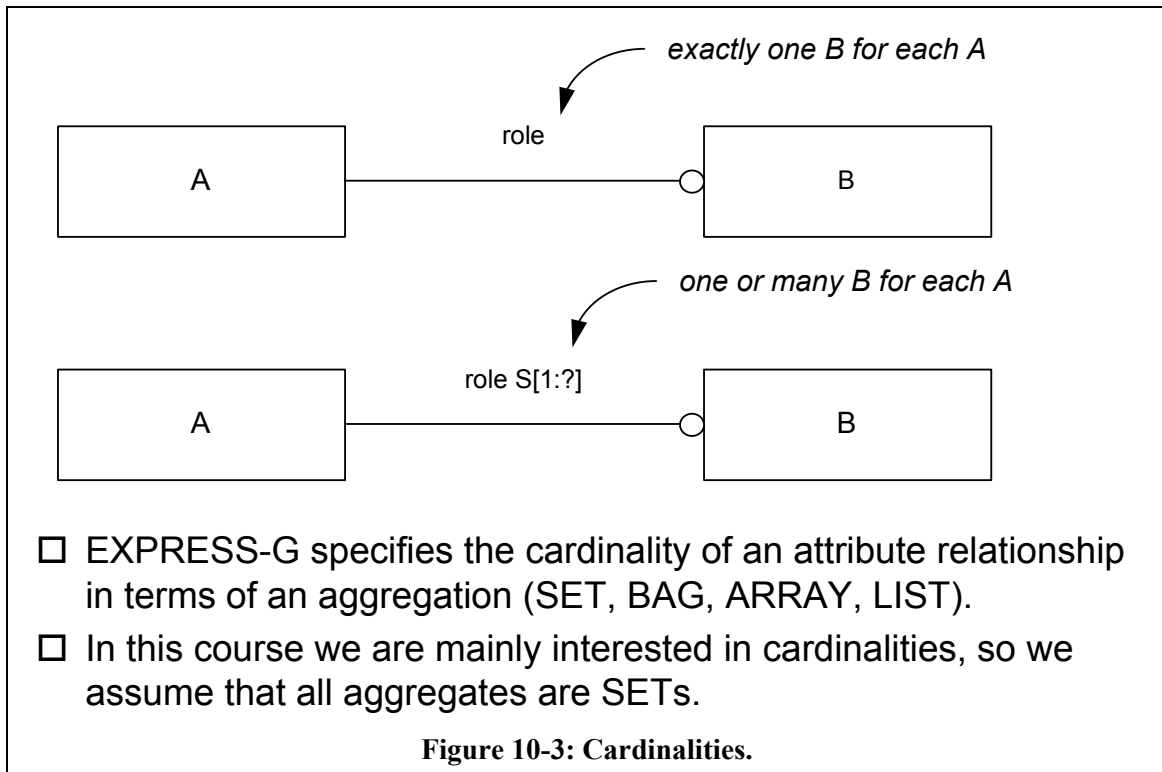 exactly one B for each A
role
A
B
one or many B for each A
role S[1:?]
A
B
EXPRESS-G specifies the cardinality of an attribute relationship
in terms of an aggregation (SET, BAG, ARRAY, LIST).
In this course we are mainly interested in cardinalities, so we
assume that all aggregates are SETs.
Figure 10-3: Cardinalities.